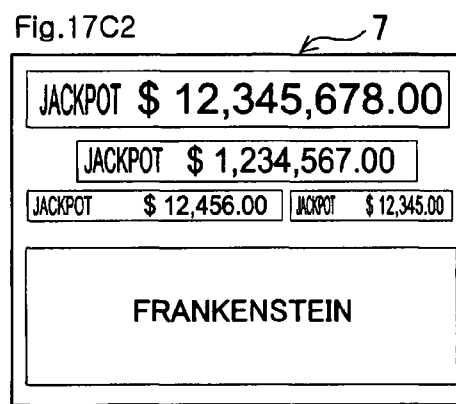 Fig.17C2
7
JACKPOT $ 12,345,678.00
JACKPOT $ 1,234,567.00
JACKPOT $ 12,456.00 JACKPOT $ 12,345.00
FRANKENSTEIN